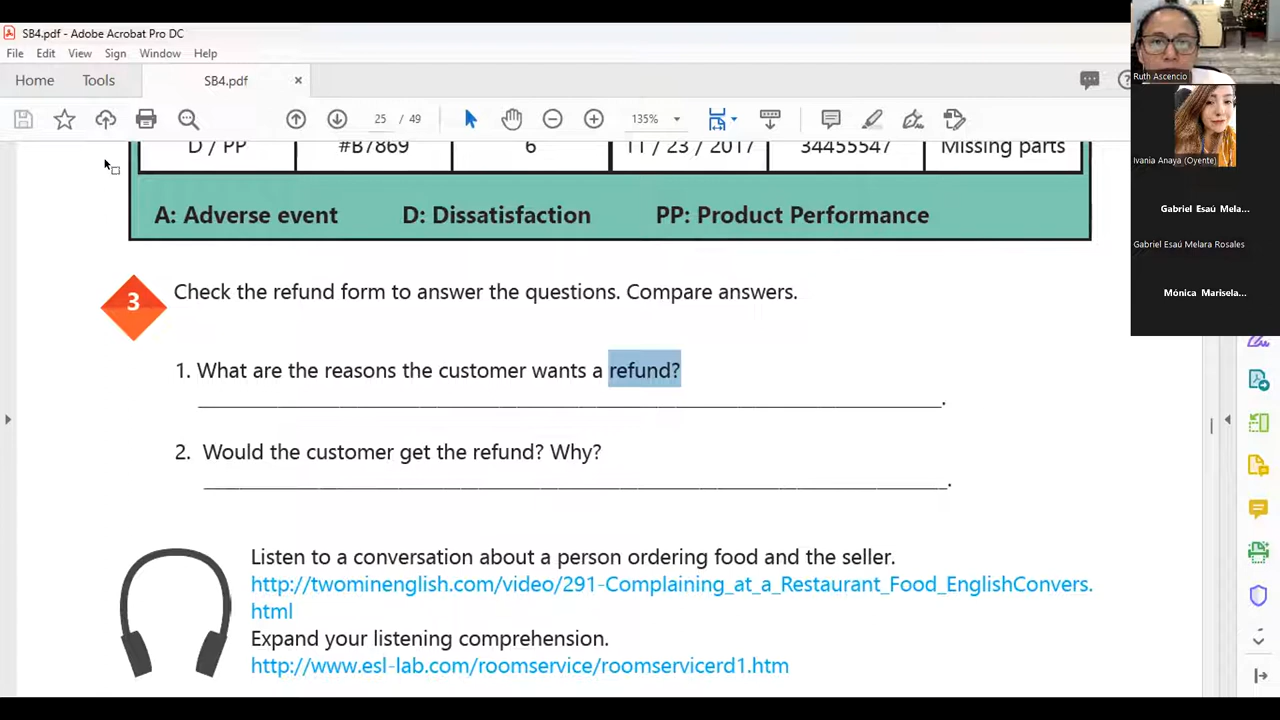 SB4.pdf - Adobe Acrobat Pro DC
File Edit View Sign Window Help
Home Tools SB4.pdf ×
25 / 49 135%
D / PP #B7869 6 11 / 23 / 2017 34455547 Missing parts
A: Adverse event D: Dissatisfaction PP: Product Performance
3 Check the refund form to answer the questions. Compare answers.
1. What are the reasons the customer wants a refund?
2. Would the customer get the refund? Why?
Listen to a conversation about a person ordering food and the seller.
http://twominenglish.com/video/291-Complaining_at_a_Restaurant_Food_EnglishConvers.
html
Expand your listening comprehension.
http://www.esl-lab.com/roomservice/roomservicerd1.htm
Ruth Ascencio
Ivania Anaya (Oyente)
Gabriel Esaú Mela...
Gabriel Esaú Melara Rosales
Mónica Marisela...